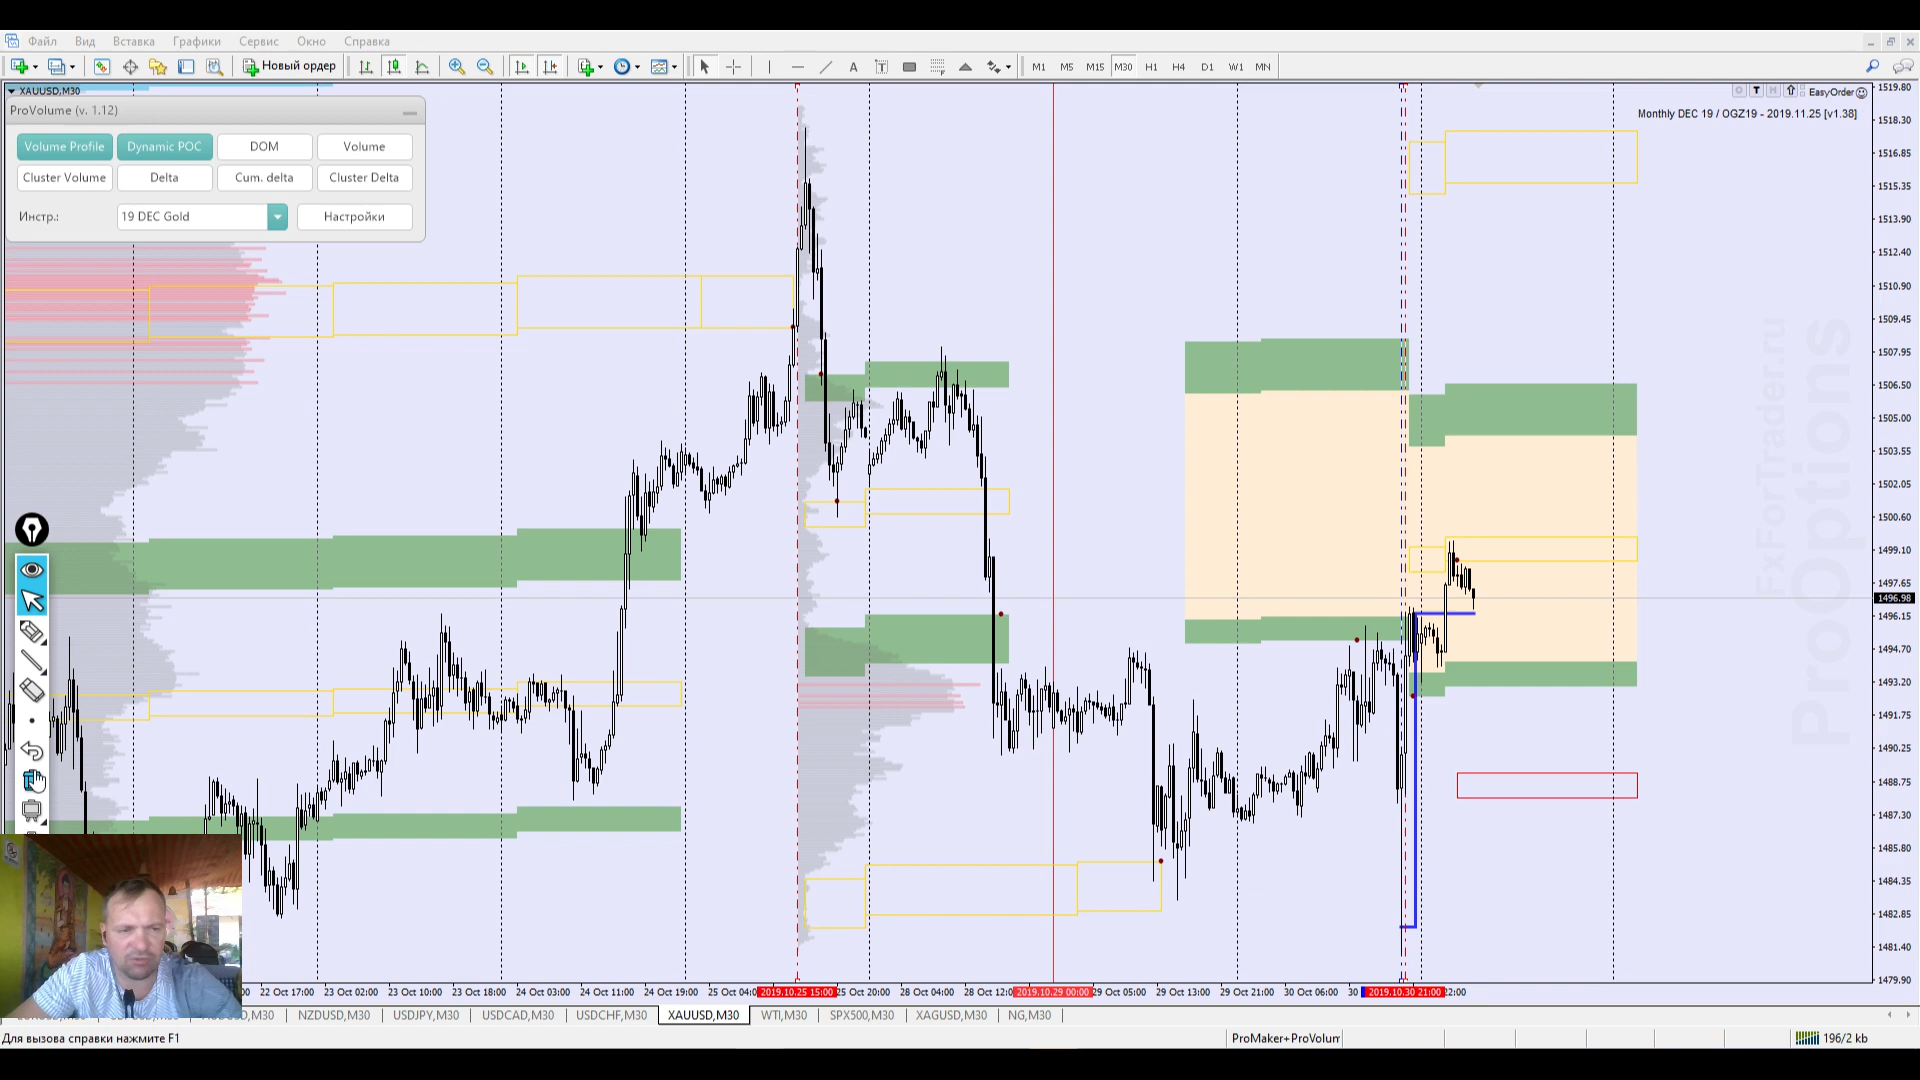 Файл Вид Вставка Графики Сервис Окно Справка
Новый ордер M1 M5 M15 M30 H1 H4 D1 W1 MN
XAUUSD,M30
EasyOrder
ProVolume (v. 1.12)
Monthly DEC 19 / OGZ19 - 2019.11.25 [v1.38]
Volume Profile Dynamic POC DOM Volume
Cluster Volume Delta Cum. delta Cluster Delta
Инстр.: 19 DEC Gold Настройки
1519.80
1518.30
1516.85
1515.35
1513.90
1512.40
1510.90
1509.45
1507.95
1506.50
1505.00
1503.55
1502.05
1500.60
1499.10
1497.65
1496.98
1496.15
1494.70
1493.20
1491.75
1490.25
1488.75
1487.30
1485.80
1484.35
1482.85
1481.40
1479.90
FxForTrader.ru
ProOptions
22 Oct 17:00 23 Oct 02:00 23 Oct 10:00 23 Oct 18:00 24 Oct 03:00 24 Oct 11:00 24 Oct 19:00 25 Oct 04:0 2019.10.25 15:00 25 Oct 20:00 28 Oct 04:00 28 Oct 12:0 2019.10.29 00:00 29 Oct 05:00 29 Oct 13:00 29 Oct 21:00 30 Oct 06:00 30 2019.10.30 21:00 22:00
,M30 NZDUSD,M30 USDJPY,M30 USDCAD,M30 USDCHF,M30 XAUUSD,M30 WTI,M30 SPX500,M30 XAGUSD,M30 NG,M30
Для вызова справки нажмите F1 ProMaker+ProVolum 196/2 kb